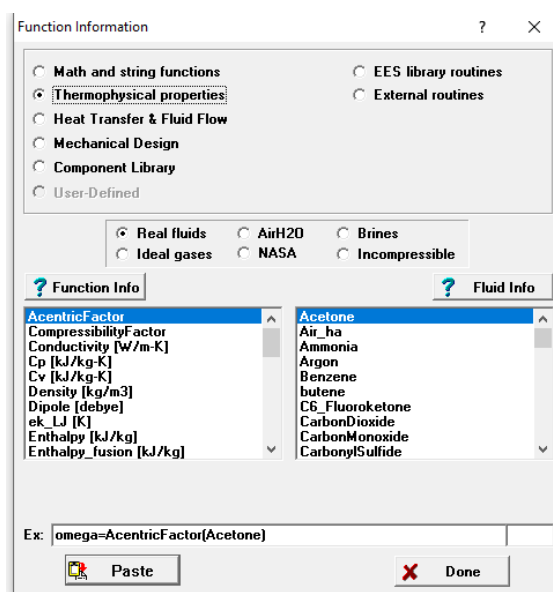 Function Information ? ×
Math and string functions
EES library routines
Thermophysical properties
External routines
Heat Transfer & Fluid Flow
Mechanical Design
Component Library
User-Defined
Real fluids AirH2O Brines
Ideal gases NASA Incompressible
? Function Info
? Fluid Info
AcentricFactor
CompressibilityFactor
Conductivity [W/m-K]
Cp [kJ/kg-K]
Cv [kJ/kg-K]
Density [kg/m3]
Dipole [debye]
ek_LJ [K]
Enthalpy [kJ/kg]
Enthalpy_fusion [kJ/kg]
Acetone
Air_ha
Ammonia
Argon
Benzene
butene
C6_Fluoroketone
CarbonDioxide
CarbonMonoxide
CarbonylSulfide
Ex: omega=AcentricFactor(Acetone)
Paste
Done